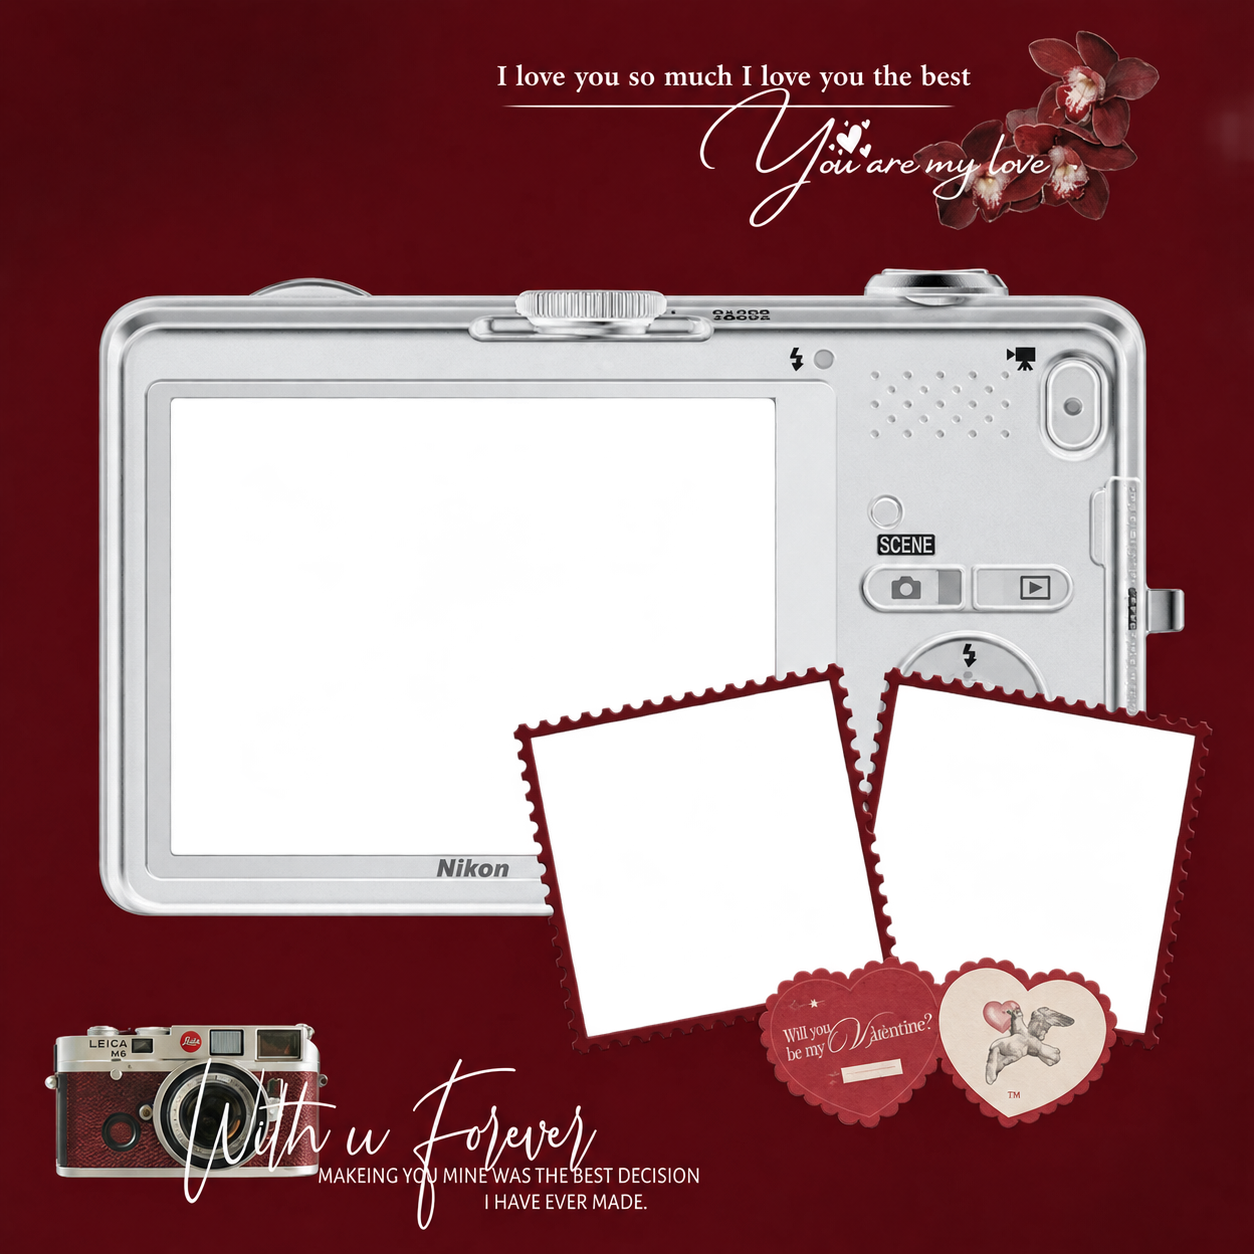 I love you so much I love you the best
You are my love
SCENE
Nikon
Will you
be my Valentine?
TM
LEICA
M6
Leica
With u Forever
MAKEING YOU MINE WAS THE BEST DECISION
I HAVE EVER MADE.